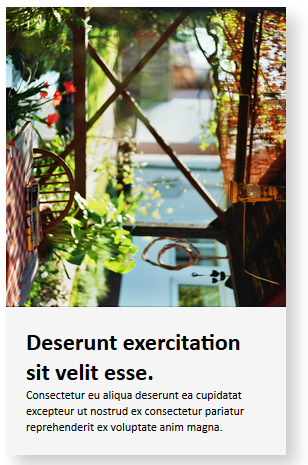 Deserunt exercitation
sit velit esse.
Consectetur eu aliqua deserunt ea cupidatat
excepteur ut nostrud ex consectetur pariatur
reprehenderit ex voluptate anim magna.